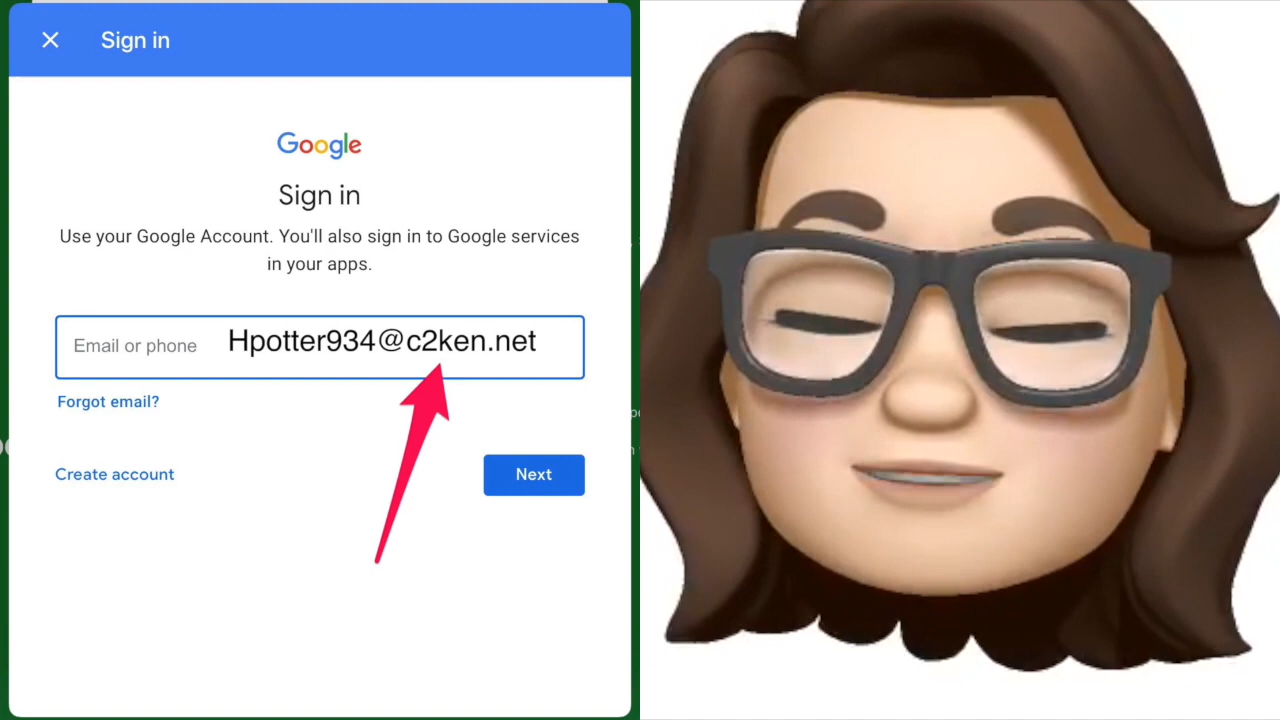 Sign in
Google
Sign in
Use your Google Account. You'll also sign in to Google services
in your apps.
Email or phone Hpotter934@c2ken.net
Forgot email?
Create account Next